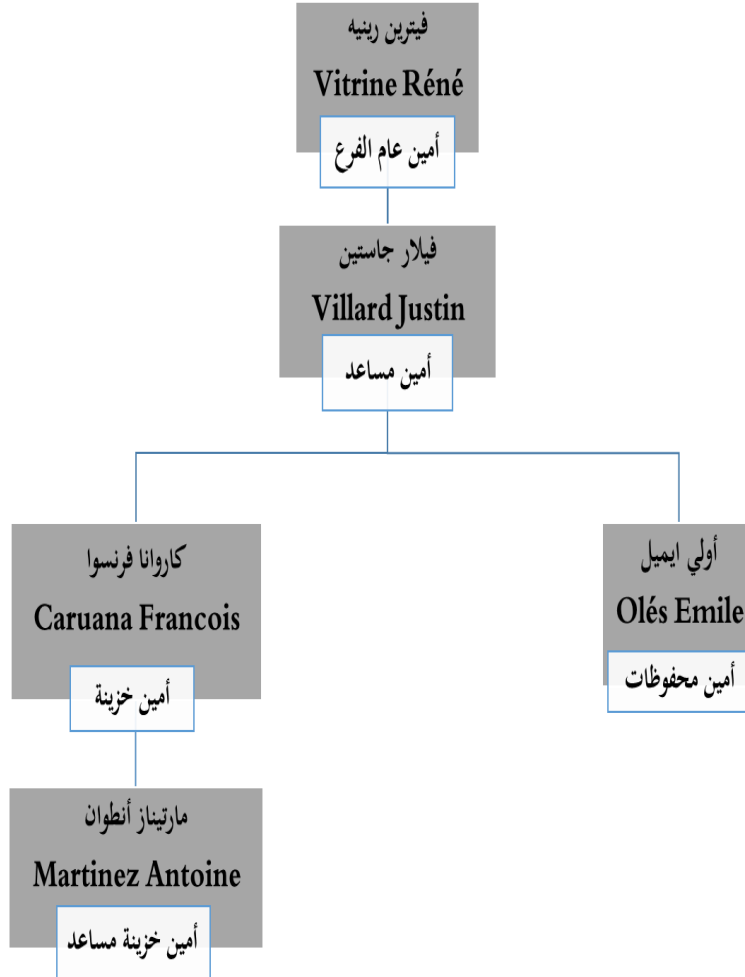 فيترين رينيه
Vitrine Réné
أمين عام الفرع
فيلار جاستين
Villard Justin
أمين مساعد
أولي ايميل
Olés Emile
أمين محفوظات
كاروانا فرنسوا
Caruana Francois
أمين خزينة
مارتيناز أنطوان
Martinez Antoine
أمين خزينة مساعد